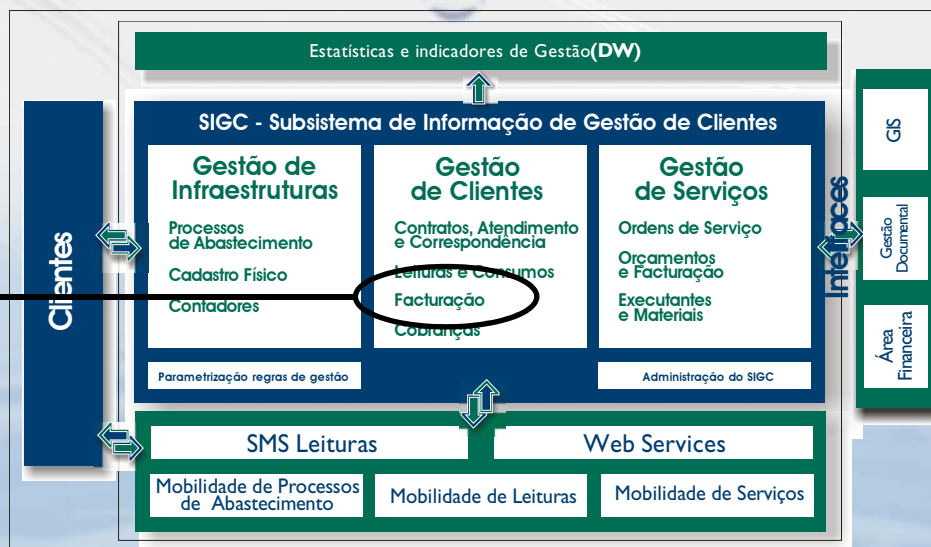 Estatísticas e indicadores de Gestão(DW)
SIGC - Subsistema de Informação de Gestão de Clientes
Gestão de
Infraestruturas
Processos
de Abastecimento
Cadastro Físico
Contadores
Gestão
de Clientes
Contratos, Atendimento
e Correspondência
Leituras e Consumos
Facturação
Cobranças
Gestão
de Serviços
Ordens de Serviço
Orçamentos
e Facturação
Executantes
e Materiais
Parametrização regras de gestão
Administração do SIGC
Clientes
Interfaces
GIS
Gestão
Documental
Área
Financeira
SMS Leituras
Web Services
Mobilidade de Processos
de Abastecimento
Mobilidade de Leituras
Mobilidade de Serviços